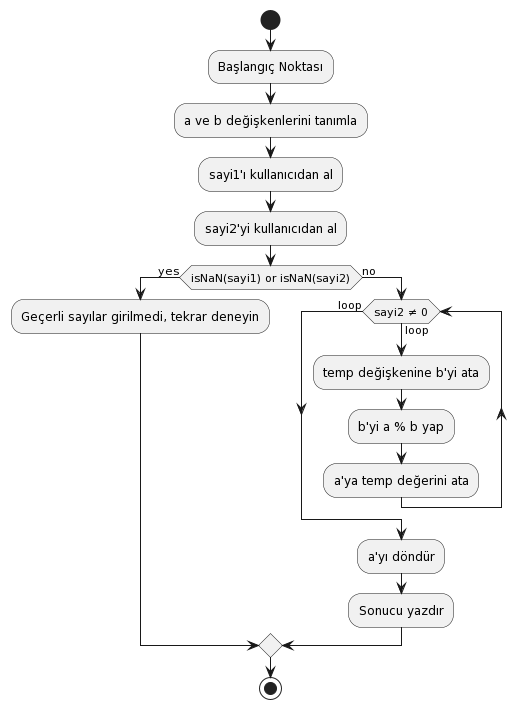 Başlangıç Noktası
a ve b değişkenlerini tanımla
sayi1'ı kullanıcıdan al
sayi2'yi kullanıcıdan al
yes
isNaN(sayi1) or isNaN(sayi2)
no
Geçerli sayılar girilmedi, tekrar deneyin
loop
sayi2 ≠ 0
loop
temp değişkenine b'yi ata
b'yi a % b yap
a'ya temp değerini ata
a'yı döndür
Sonucu yazdır